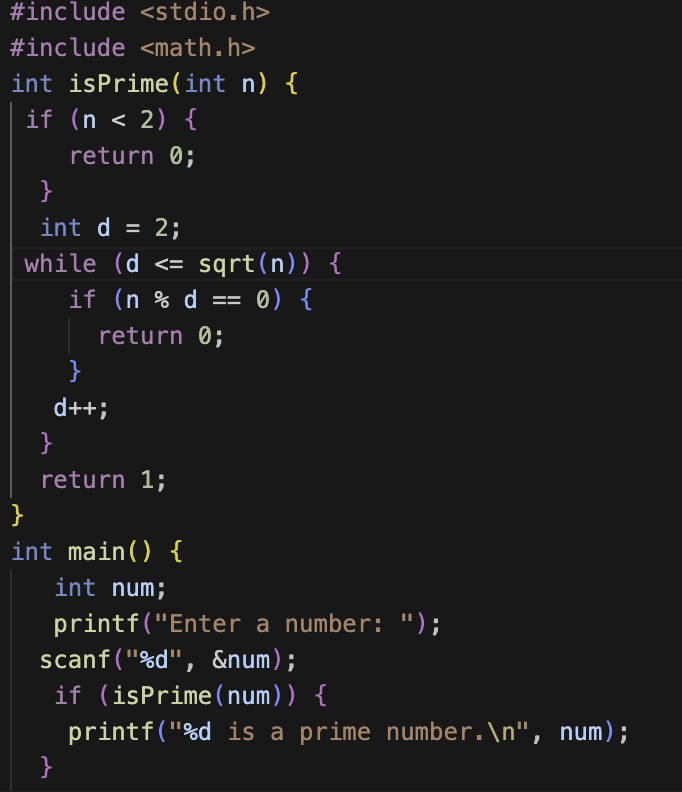 #include <stdio.h>
#include <math.h>
int isPrime(int n) {
 if (n < 2) {
    return 0;
  }
  int d = 2;
 while (d <= sqrt(n)) {
    if (n % d == 0) {
      return 0;
    }
   d++;
  }
  return 1;
}
int main() {
   int num;
   printf("Enter a number: ");
  scanf("%d", &num);
   if (isPrime(num)) {
    printf("%d is a prime number.\n", num);
  }